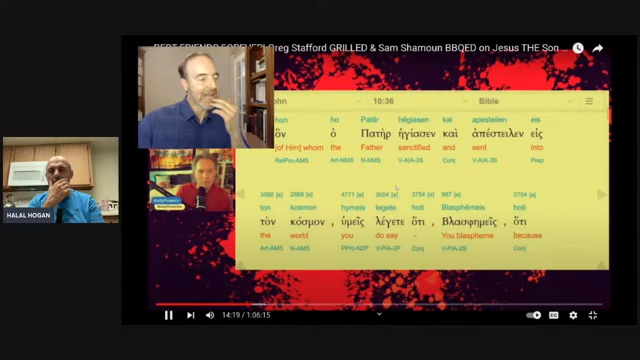 BEST FRIENDS FOREVER! Greg Stafford GRILLED & Sam Shamoun BBQED on Jesus THE Son ...
John 10:36 Bible
hon ho Patēr hēgiasen kai apesteilen eis
ὃν ὁ Πατὴρ ἡγίασεν καὶ ἀπέστειλεν εἰς
[of Him] whom the Father sanctified and sent into
RelPro-AMS Art-NMS N-NMS V-AIA-3S Conj V-AIA-3S Prep
3588 [e] 2889 [e] 4771 [e] 3004 [e] 3754 [e] 987 [e] 3754 [e]
ton kosmon hymeis legete hoti Blasphēmeis hoti
τὸν κόσμον , ὑμεῖς λέγετε ὅτι , Βλασφημεῖς , ὅτι
the world you do say - You blaspheme because
Art-AMS N-AMS PPro-N2P V-PIA-2P Conj V-PIA-2S Conj
HALAL HOGAN
14:19 / 1:06:15